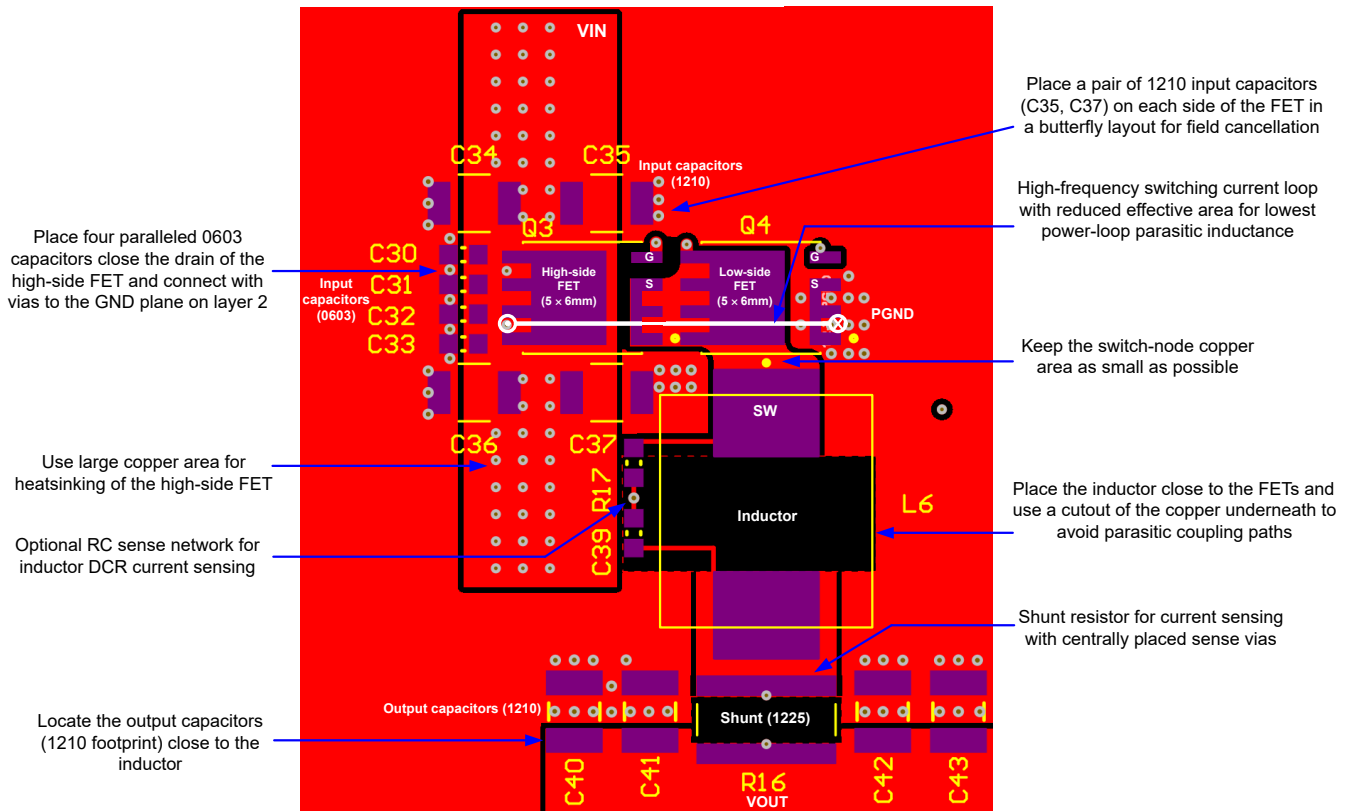 VIN
Place a pair of 1210 input capacitors
(C35, C37) on each side of the FET in
a butterfly layout for field cancellation
C34
C35
Input capacitors
(1210)
High-frequency switching current loop
with reduced effective area for lowest
power-loop parasitic inductance
Place four paralleled 0603
capacitors close the drain of the
high-side FET and connect with
vias to the GND plane on layer 2
Q3
Q4
C30
C31
C32
C33
Input
capacitors
(0603)
High-side
FET
(5 × 6mm)
G
S
Low-side
FET
(5 × 6mm)
G
S
PGND
Keep the switch-node copper
area as small as possible
SW
C36
C37
Use large copper area for
heatsinking of the high-side FET
R17
L6
Inductor
Place the inductor close to the FETs and
use a cutout of the copper underneath to
avoid parasitic coupling paths
Optional RC sense network for
inductor DCR current sensing
C39
Shunt resistor for current sensing
with centrally placed sense vias
Output capacitors (1210)
Shunt (1225)
Locate the output capacitors
(1210 footprint) close to the
inductor
C40
C41
R16
C42
C43
VOUT